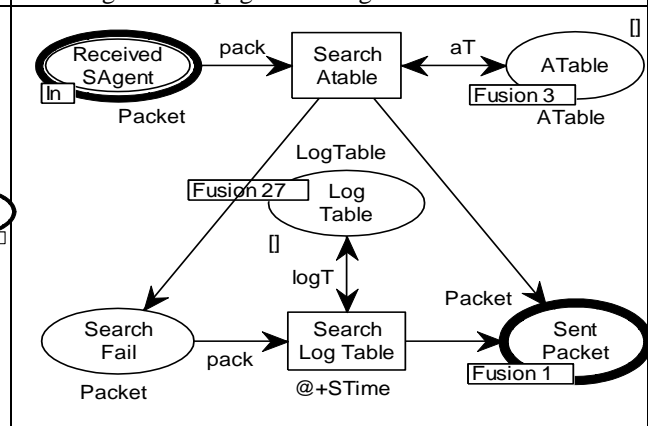 Received
SAgent
In
Packet
pack
Search
Atable
aT
[]
ATable
Fusion 3
ATable
LogTable
Fusion 27
Log
Table
[]
logT
Packet
Search
Fail
Packet
pack
Search
Log Table
@+STime
Sent
Packet
Fusion 1